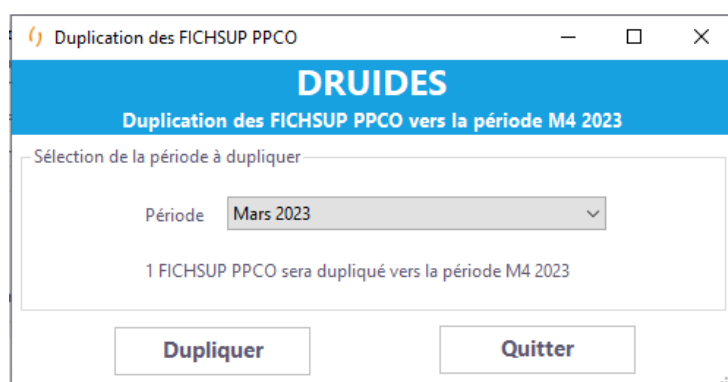 Duplication des FICHSUP PPCO
DRUIDES
Duplication des FICHSUP PPCO vers la période M4 2023
Sélection de la période à dupliquer
Période
Mars 2023
1 FICHSUP PPCO sera dupliqué vers la période M4 2023
Dupliquer
Quitter